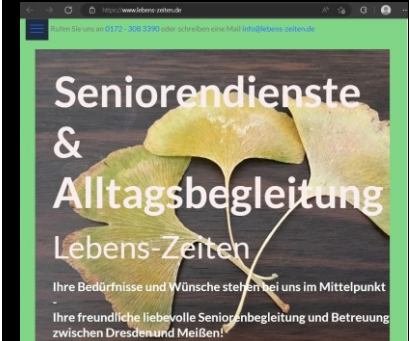 https://www.lebens-zeiten.de
Rufen Sie uns an 0172 - 308 3390 oder schreiben eine Mail info@lebens-zeiten.de
Seniorendienste
&
Alltagsbegleitung
Lebens-Zeiten
Ihre Bedürfnisse und Wünsche stehen bei uns im Mittelpunkt
-
Ihre freundliche liebevolle Seniorenbegleitung und Betreuung
zwischen Dresden und Meißen!